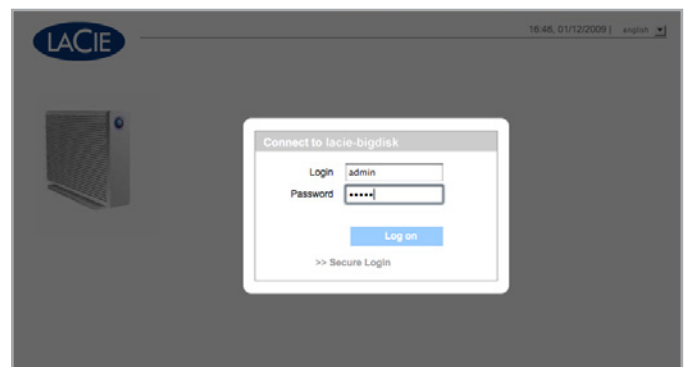 LACIE
16:46, 01/12/2009 | english
Connect to lacie-bigdisk
Login admin
Password •••••
Log on
>> Secure Login